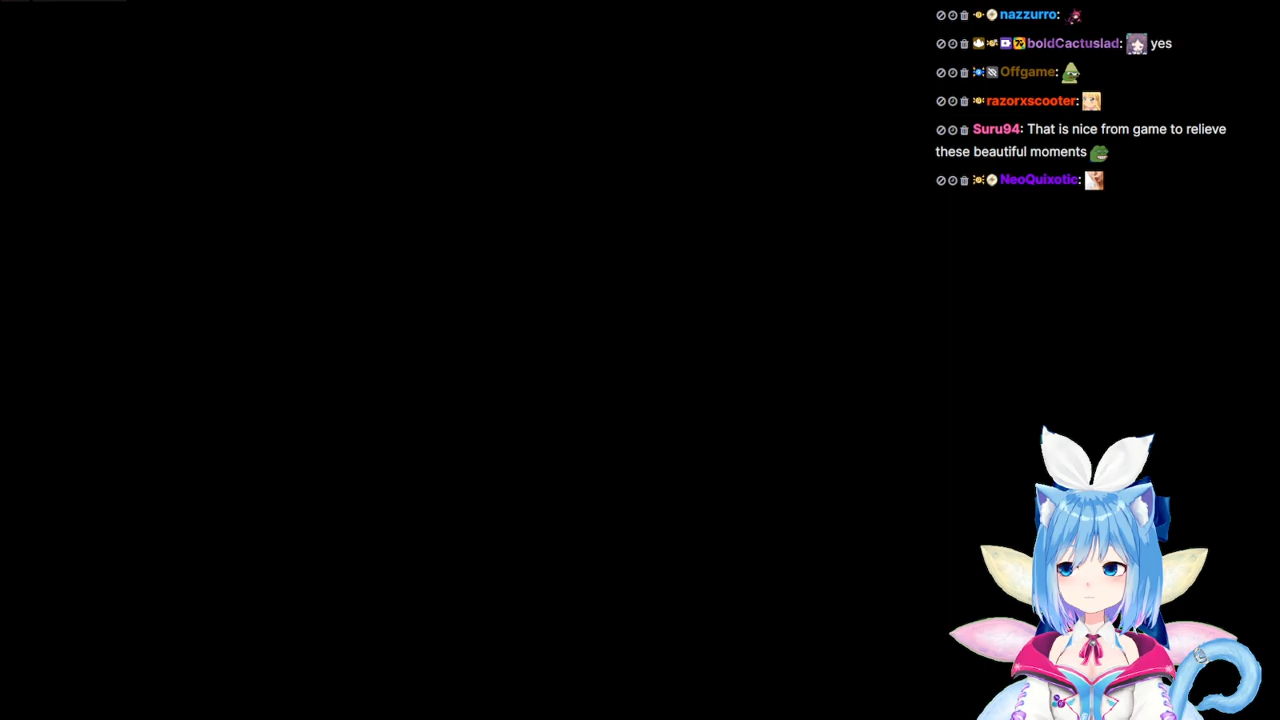 nazzurro:
boldCactuslad: yes
Offgame:
razorxscooter:
Suru94: That is nice from game to relieve
these beautiful moments
NeoQuixotic: